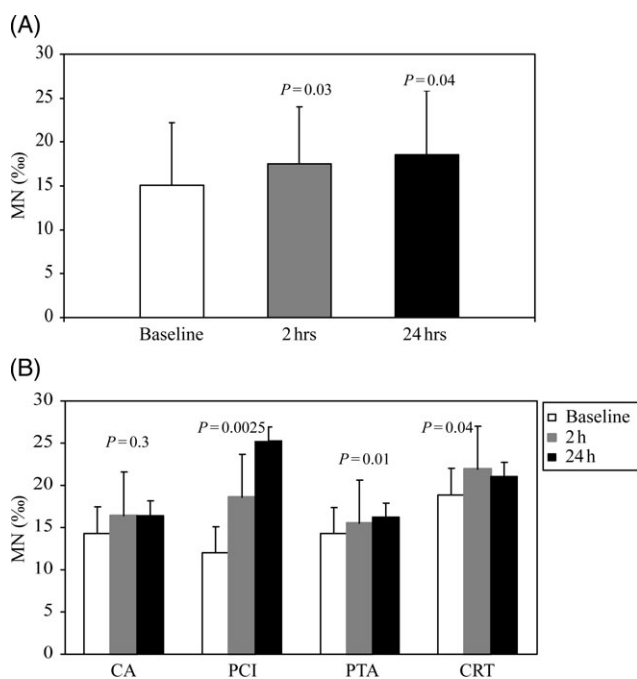 (A)
30
25
20
15
10
5
0
MN (‰)
P=0.03
P=0.04
Baseline
2 hrs
24 hrs
(B)
30
25
20
15
10
5
0
MN (‰)
P=0.3
P=0.0025
P=0.01
P=0.04
CA
PCI
PTA
CRT
Baseline
2 h
24 h